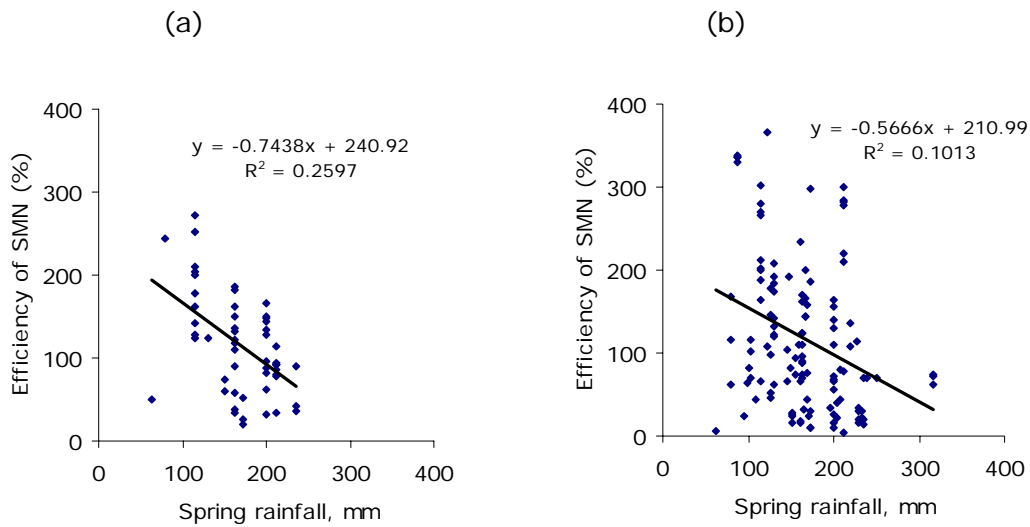 (a)
y = -0.7438x + 240.92
R² = 0.2597
Efficiency of SMN (%)
400
300
200
100
0
0 100 200 300 400
Spring rainfall, mm
(b)
y = -0.5666x + 210.99
R² = 0.1013
Efficiency of SMN (%)
400
300
200
100
0
0 100 200 300 400
Spring rainfall, mm